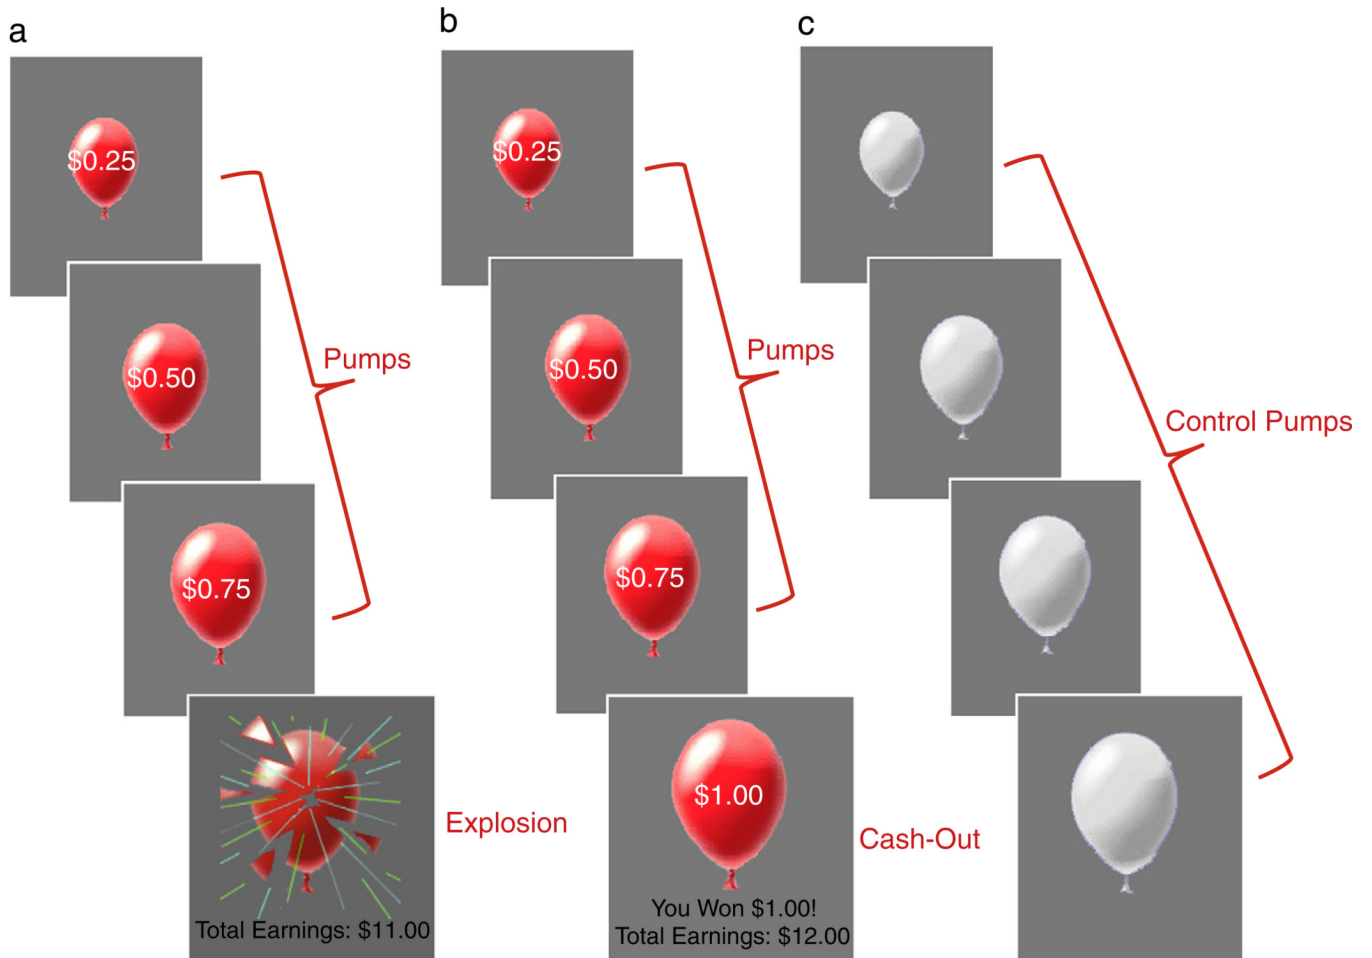 a
$0.25
$0.50
$0.75
Pumps
Total Earnings: $11.00
Explosion
b
$0.25
$0.50
$0.75
Pumps
$1.00
You Won $1.00!
Total Earnings: $12.00
Cash-Out
c
Control Pumps